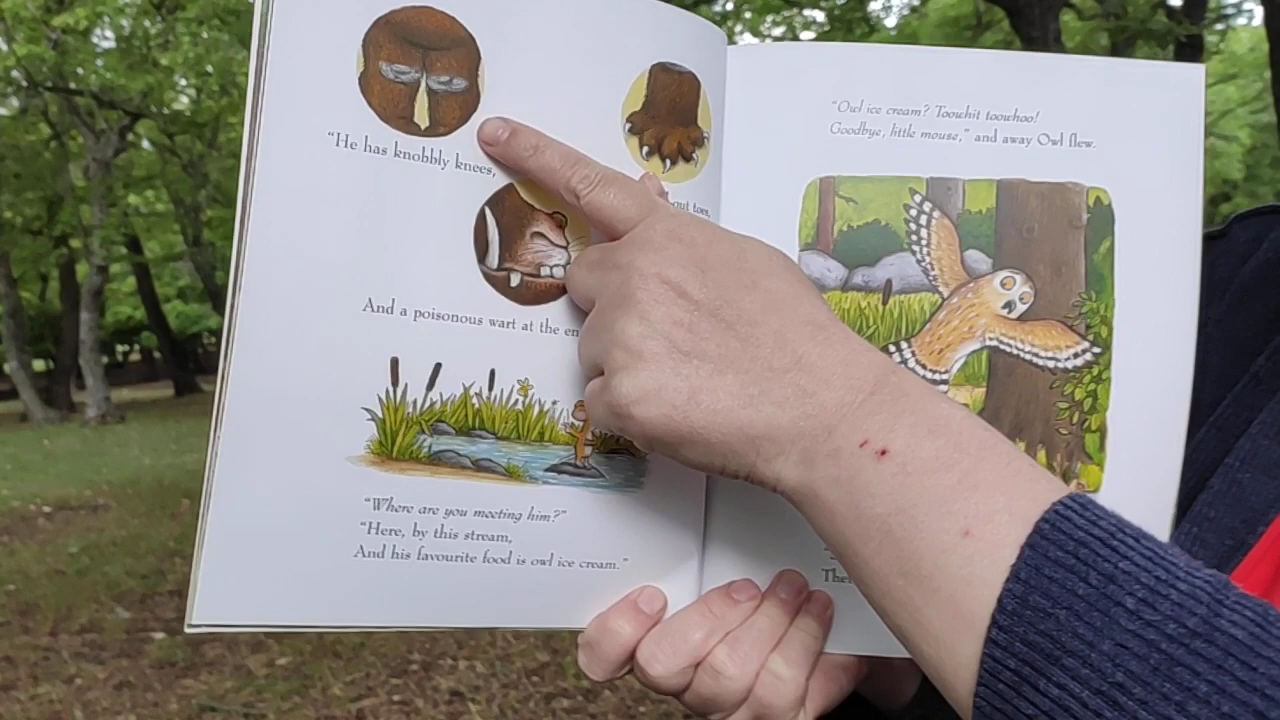 “He has knobbly knees,
out toes,
And a poisonous wart at the en
“Where are you meeting him?”
“Here, by this stream,
And his favourite food is owl ice cream.”
“Owl ice cream? Toowhit toowhoo!
Goodbye, little mouse,” and away Owl flew.
The